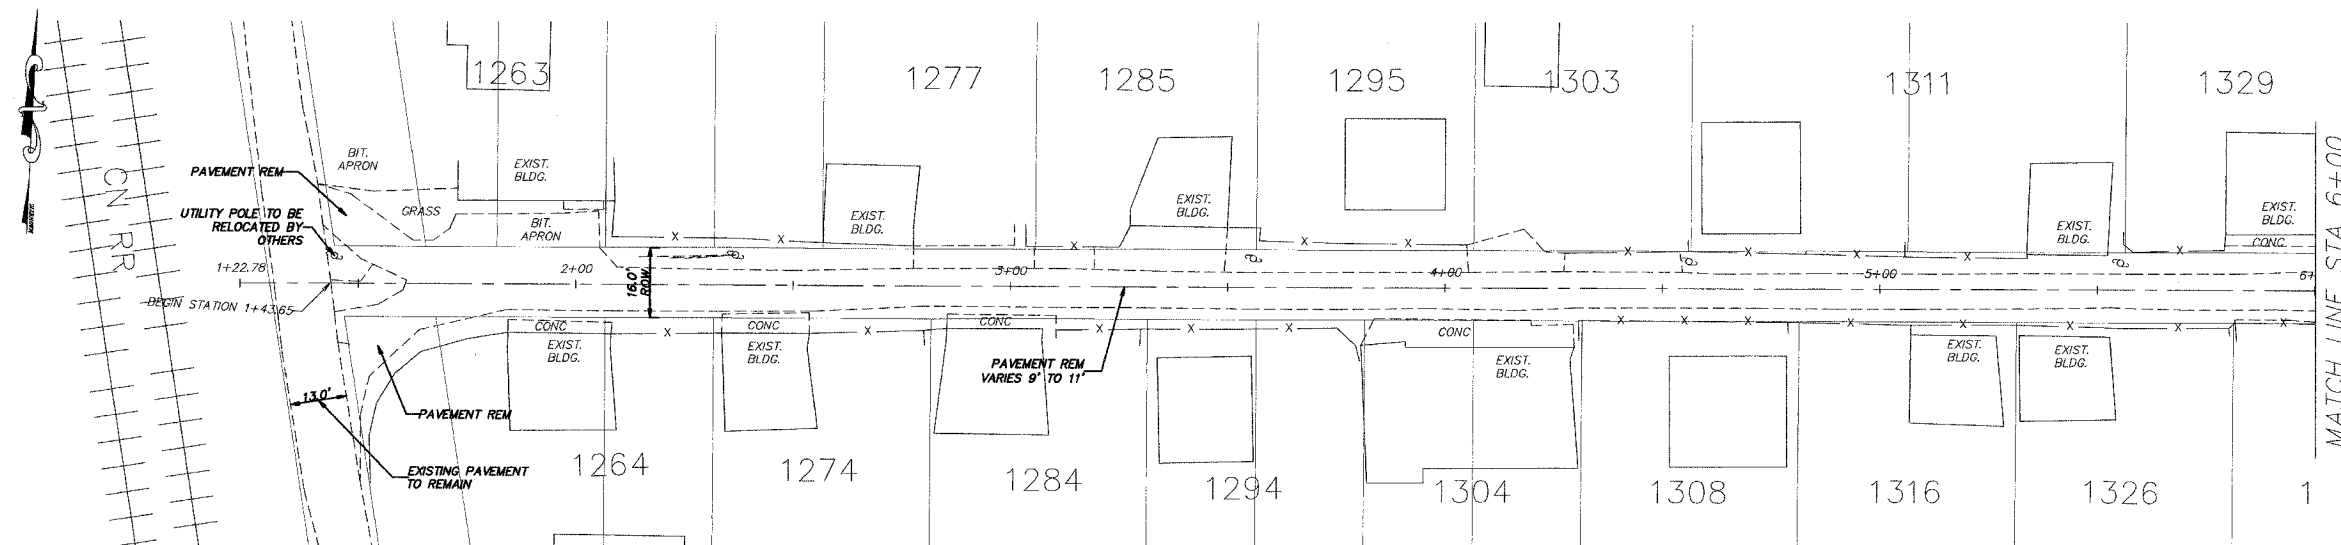 1263
1277
1285
1295
1303
1311
1329
CN RR
BIT.
APRON
PAVEMENT REM
GRASS
UTILITY POLE TO BE
RELOCATED BY
OTHERS
EXIST.
BLDG.
BIT.
APRON
EXIST.
BLDG.
EXIST.
BLDG.
EXIST.
BLDG.
EXIST.
BLDG.
CONC
1+22.78
BEGIN STATION 1+43.65
2+00
16.0'
ROW
3+00
4+00
5+00
6+
MATCH LINE STA 6+00
CONC
EXIST.
BLDG.
CONC
EXIST.
BLDG.
CONC
PAVEMENT REM
VARIES 9' TO 11'
CONC
EXIST.
BLDG.
EXIST.
BLDG.
EXIST.
BLDG.
13.0'
PAVEMENT REM
EXISTING PAVEMENT
TO REMAIN
1264
1274
1284
1294
1304
1308
1316
1326
1